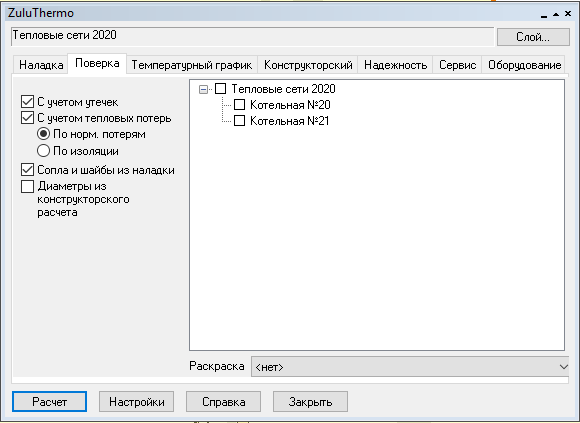 ZuluThermo
Тепловые сети 2020
Слой...
Наладка Поверка Температурный график Конструкторский Надежность Сервис Оборудование
С учетом утечек
С учетом тепловых потерь
По норм. потерям
По изоляции
Сопла и шайбы из наладки
Диаметры из
конструкторского
расчета
Тепловые сети 2020
Котельная №20
Котельная №21
Раскраска <нет>
Расчет Настройки Справка Закрыть